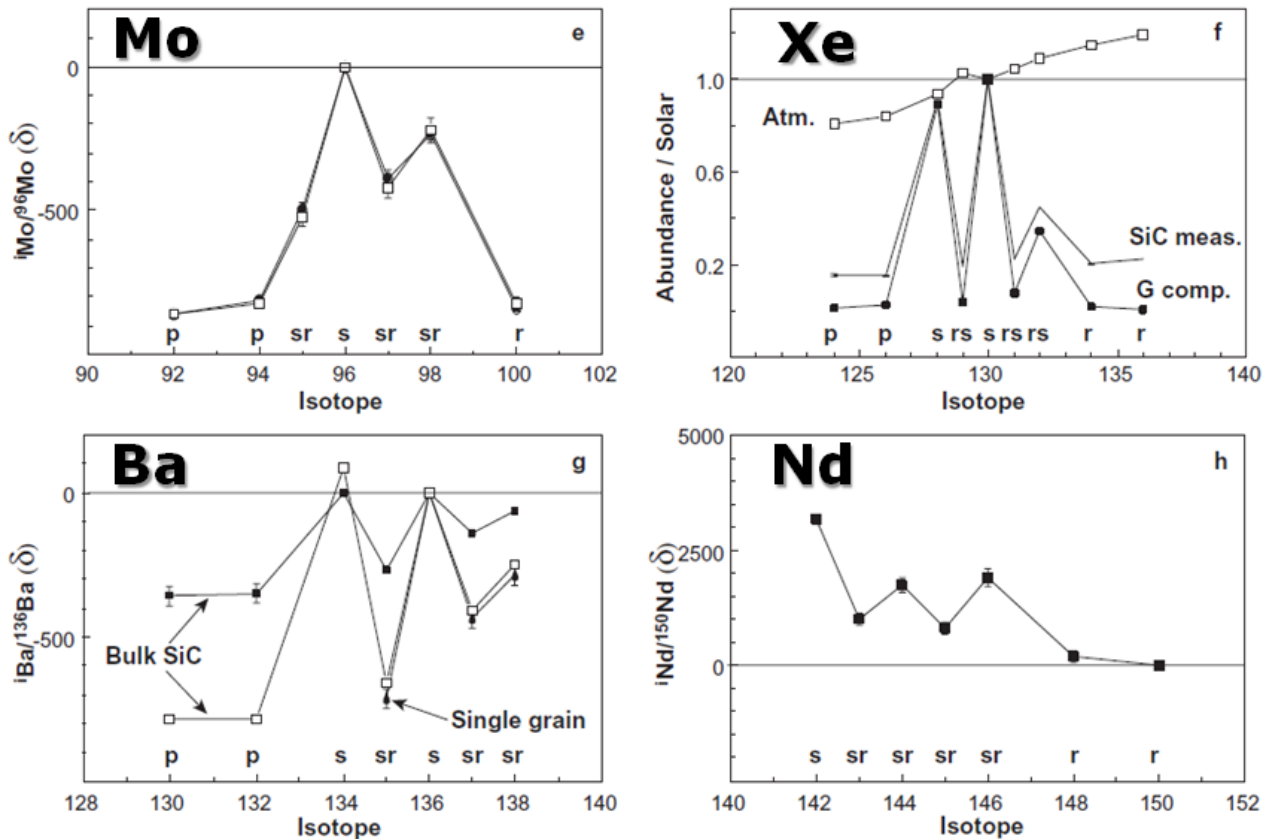 Mo
e
0
-500
ⁱMo/⁹⁶Mo (δ)
p p sr s sr sr r
90 92 94 96 98 100 102
Isotope
Xe
f
1.0
0.6
0.2
Abundance / Solar
Atm.
SiC meas.
G comp.
p p s rs s rs rs r r
120 125 130 135 140
Isotope
Ba
g
0
-500
ⁱBa/¹³⁶Ba (δ)
Bulk SiC
Single grain
p p s sr s sr sr
128 130 132 134 136 138 140
Isotope
Nd
h
5000
2500
0
ⁱNd/¹⁵⁰Nd (δ)
s sr sr sr sr r r
140 142 144 146 148 150 152
Isotope